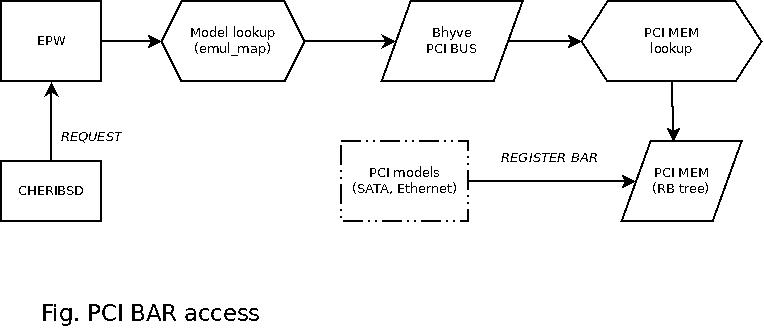 EPW
Model lookup
(emul_map)
Bhyve
PCI BUS
PCI MEM
lookup
REQUEST
CHERIBSD
PCI models
(SATA, Ethernet)
REGISTER BAR
PCI MEM
(RB tree)
Fig. PCI BAR access